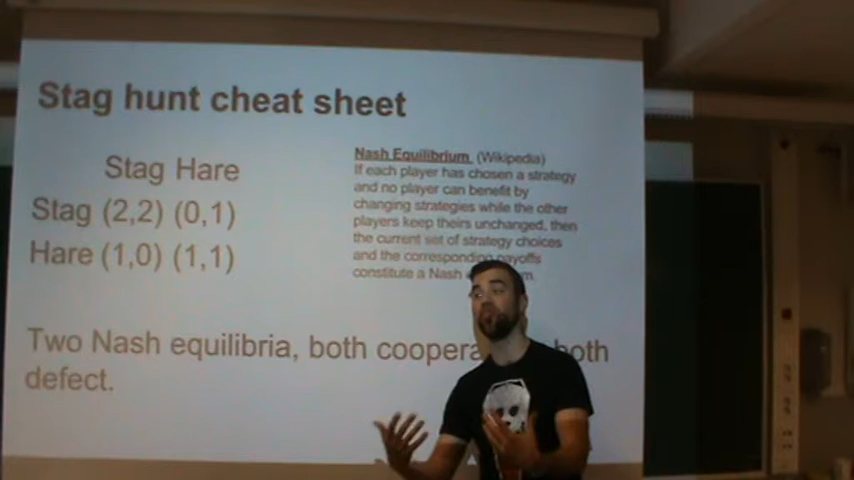 Stag hunt cheat sheet
Stag Hare
Stag (2,2) (0,1)
Hare (1,0) (1,1)
Nash Equilibrium (Wikipedia)
If each player has chosen a strategy
and no player can benefit by
changing strategies while the other
players keep theirs unchanged, then
the current set of strategy choices
and the corresponding payoffs
constitute a Nash
Two Nash equilibria, both both
defect.